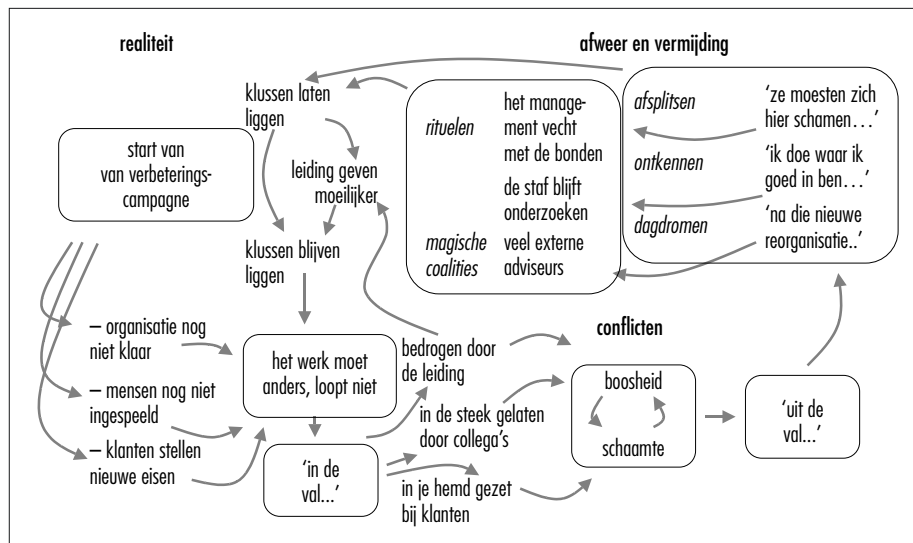 realiteit
afweer en vermijding
klussen laten
liggen
start van
van verbeterings-
campagne
leiding geven
moeilijker
klussen blijven
liggen
rituelen
het manage-
ment vecht
met de bonden
de staf blijft
onderzoeken
magische
coalities
veel externe
adviseurs
afsplitsen
‘ze moesten zich
hier schamen…’
ontkennen
‘ik doe waar ik
goed in ben…’
dagdromen
‘na die nieuwe
reorganisatie..’
– organisatie nog
niet klaar
– mensen nog niet
ingespeeld
– klanten stellen
nieuwe eisen
het werk moet
anders, loopt niet
‘in de
val...’
bedrogen door
de leiding
in de steek gelaten
door collega’s
in je hemd gezet
bij klanten
conflicten
boosheid
schaamte
‘uit de
val...’